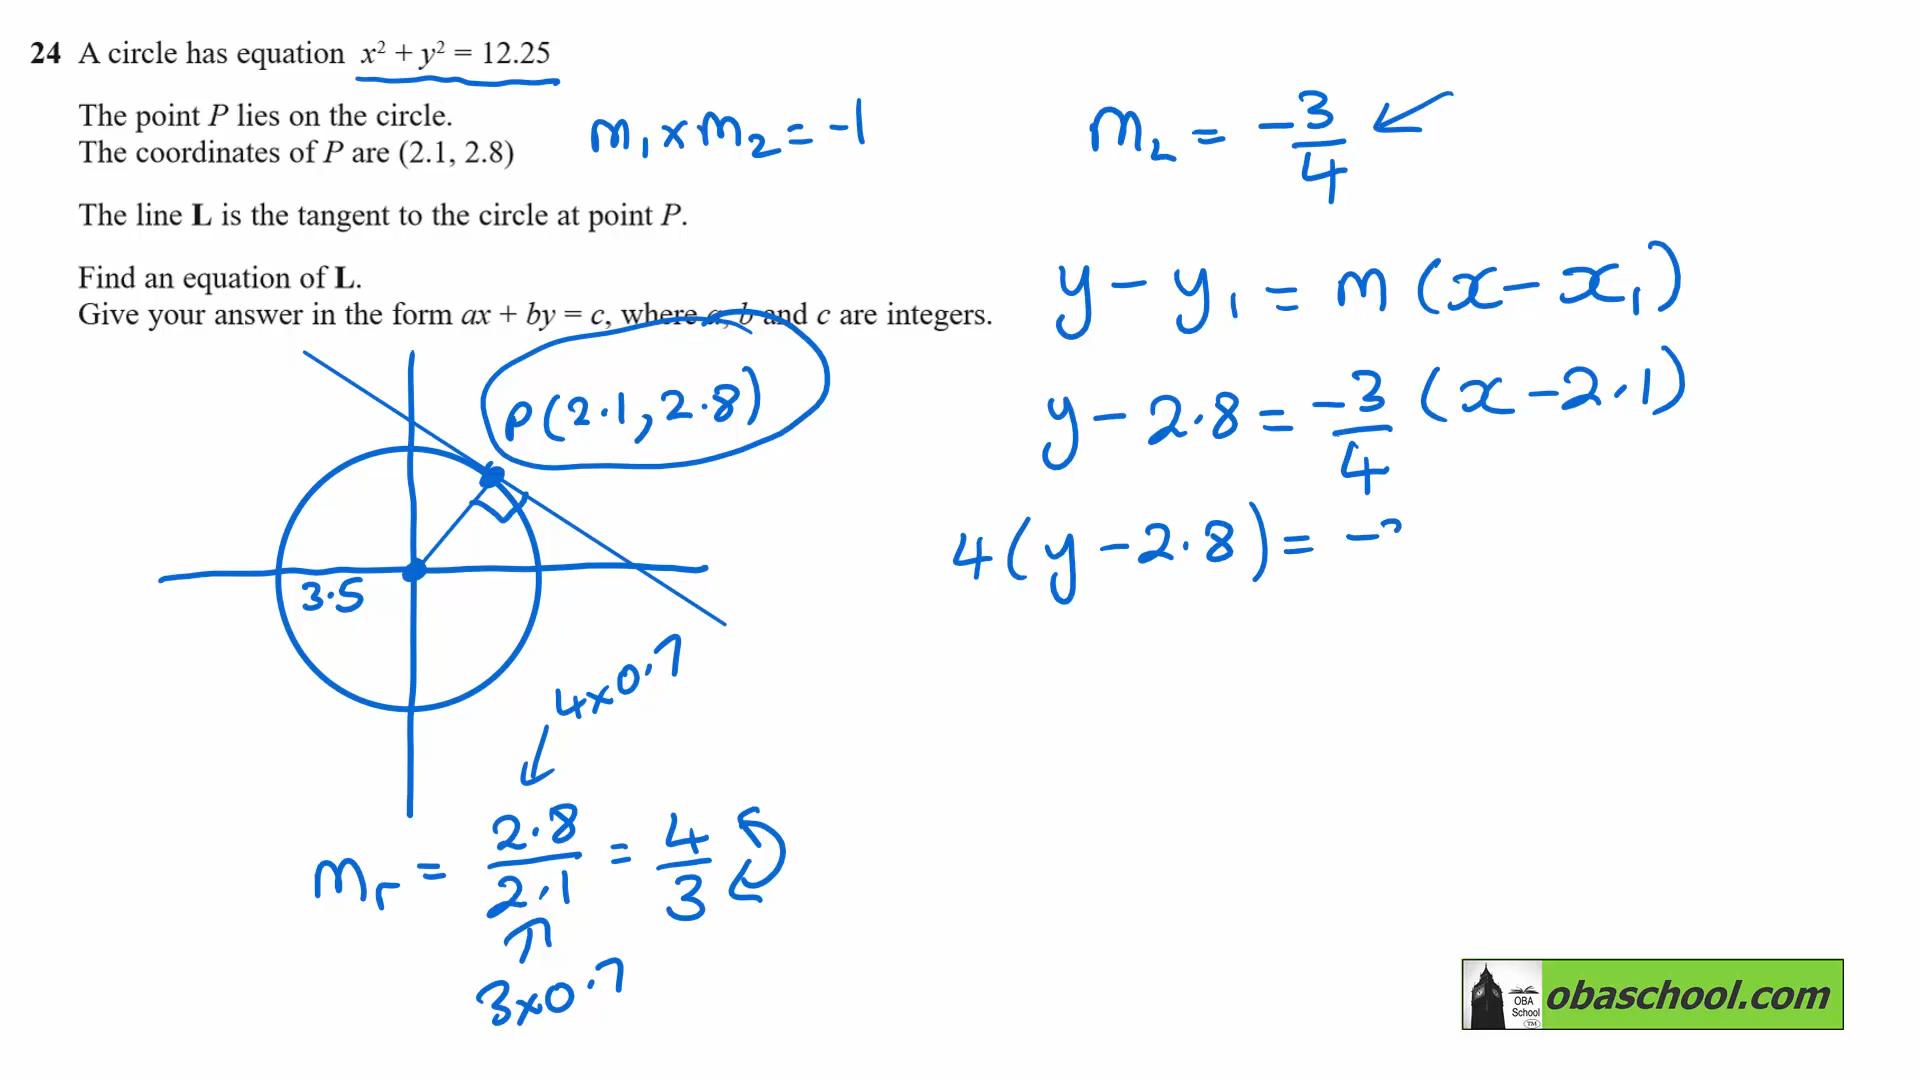 24 A circle has equation x² + y² = 12.25
The point P lies on the circle.
The coordinates of P are (2.1, 2.8)
The line L is the tangent to the circle at point P.
Find an equation of L.
Give your answer in the form ax + by = c, where a, b and c are integers.
m₁ × m₂ = -1
P(2.1, 2.8)
3.5
4×0.7
mᵣ = 2.8/2.1 = 4/3
3×0.7
m_L = -3/4
y - y₁ = m(x - x₁)
y - 2.8 = -3/4 (x - 2.1)
4(y - 2.8) = -
OBA
School
TM
obaschool.com